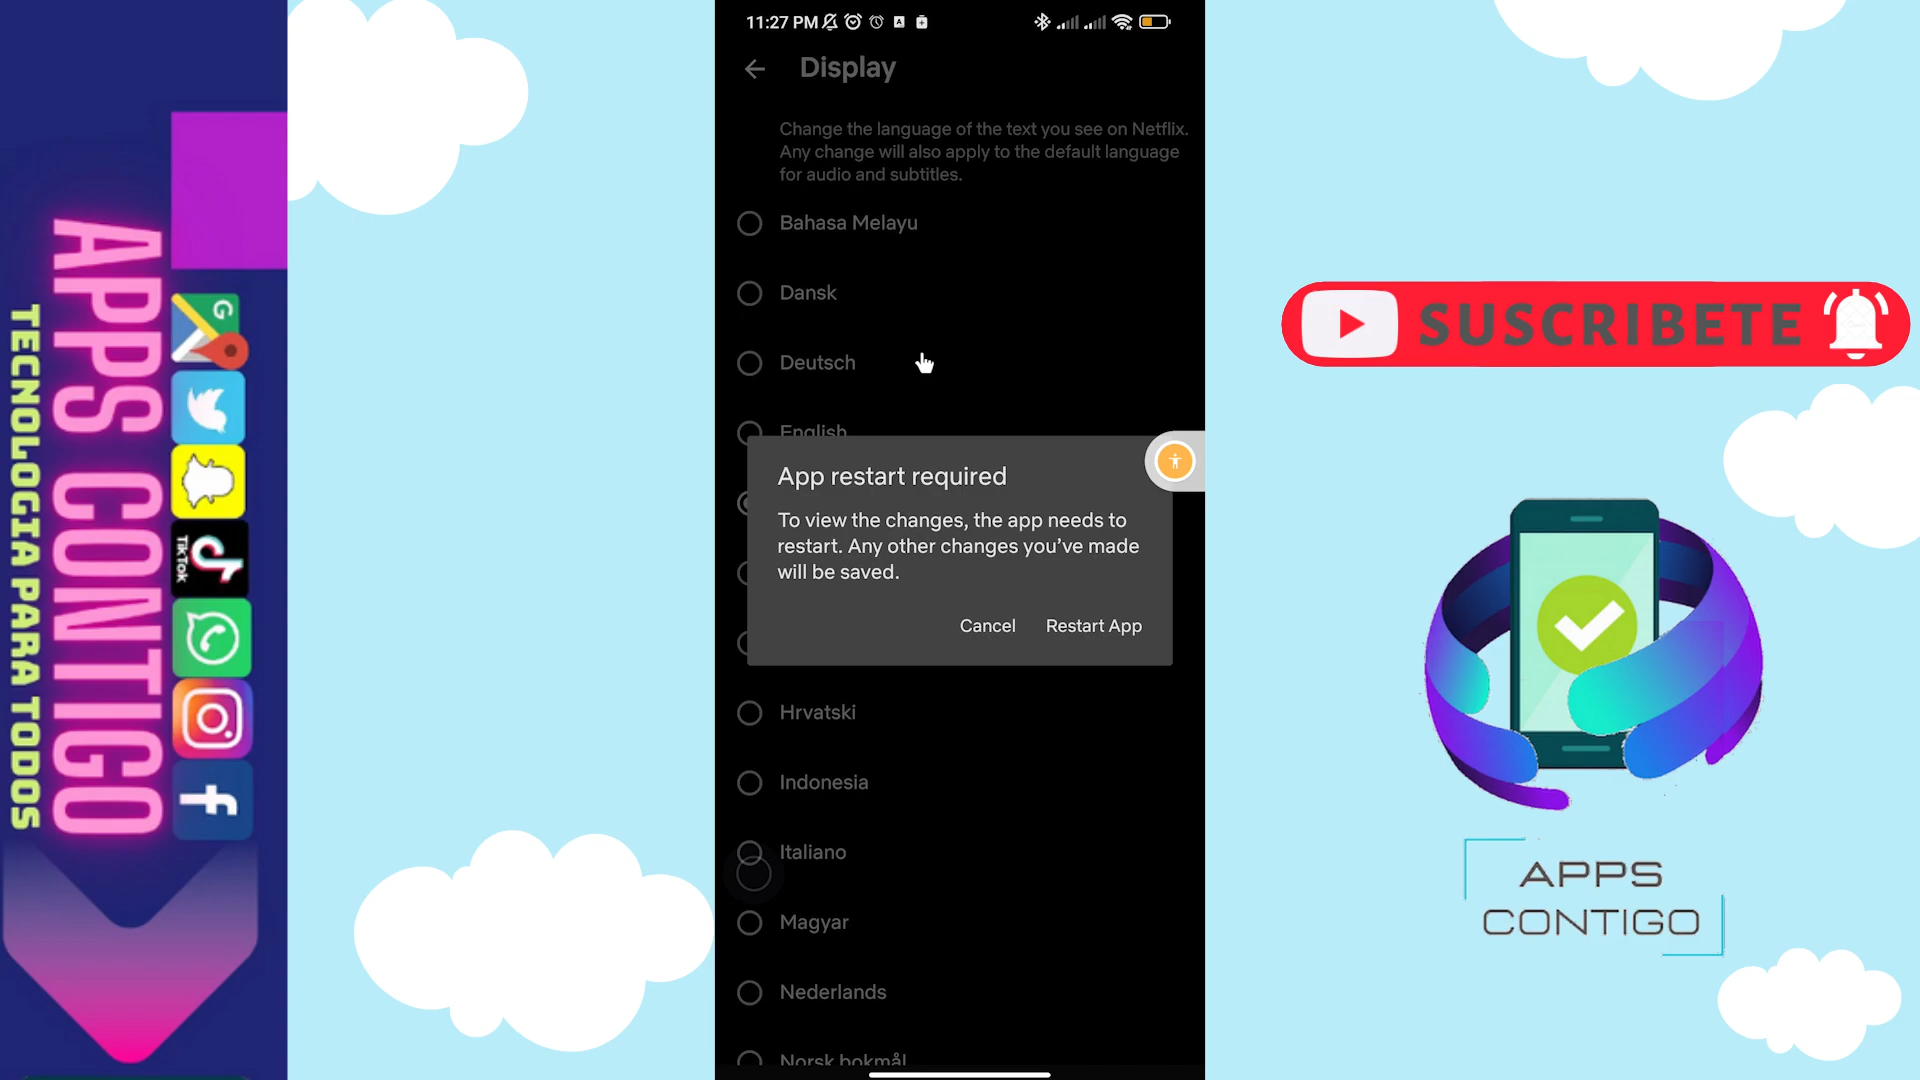 TECNOLOGIA PARA TODOS
APPS CONTIGO
G
TikTok
11:27 PM
Display
Change the language of the text you see on Netflix.
Any change will also apply to the default language
for audio and subtitles.
Bahasa Melayu
Dansk
Deutsch
English
App restart required
To view the changes, the app needs to
restart. Any other changes you’ve made
will be saved.
Cancel Restart App
Hrvatski
Indonesia
Italiano
Magyar
Nederlands
Norsk bokmål
SUSCRIBETE
APPS
CONTIGO